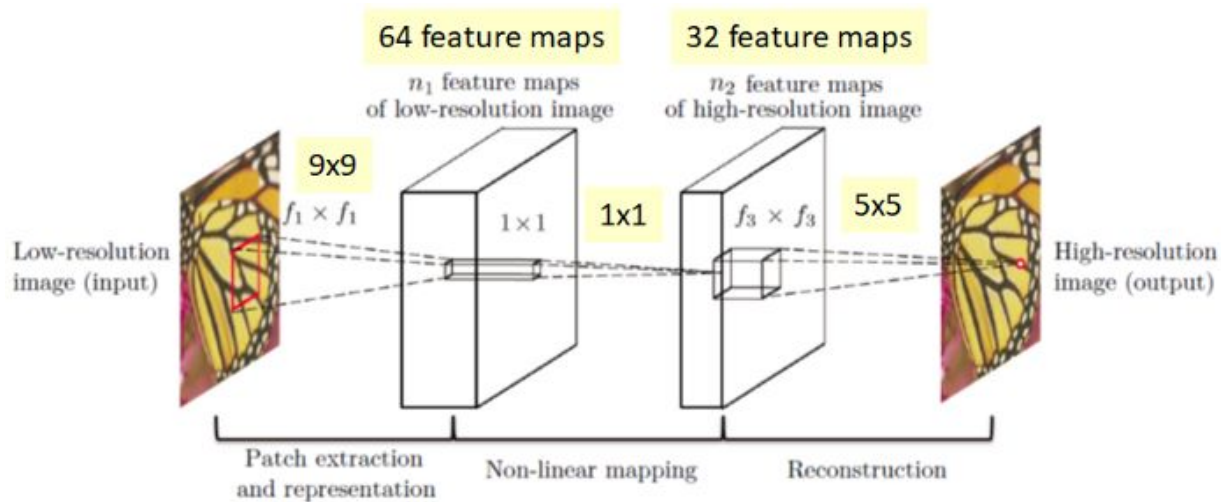 64 feature maps
32 feature maps
n₁ feature maps
of low-resolution image
n₂ feature maps
of high-resolution image
9x9
f₁ × f₁
1 × 1
1x1
f₃ × f₃
5x5
Low-resolution
image (input)
High-resolution
image (output)
Patch extraction
and representation
Non-linear mapping
Reconstruction